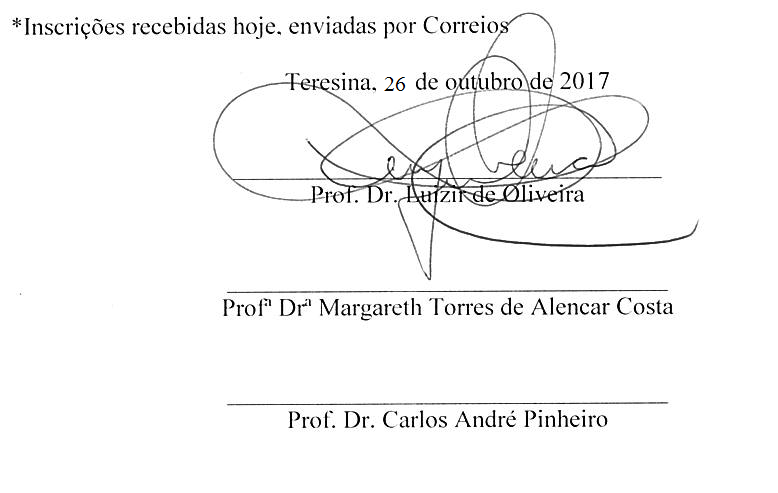 *Inscrições recebidas hoje, enviadas por Correios
Teresina, 26 de outubro de 2017
Prof. Dr. Luizir de Oliveira
Profª Drª Margareth Torres de Alencar Costa
Prof. Dr. Carlos André Pinheiro